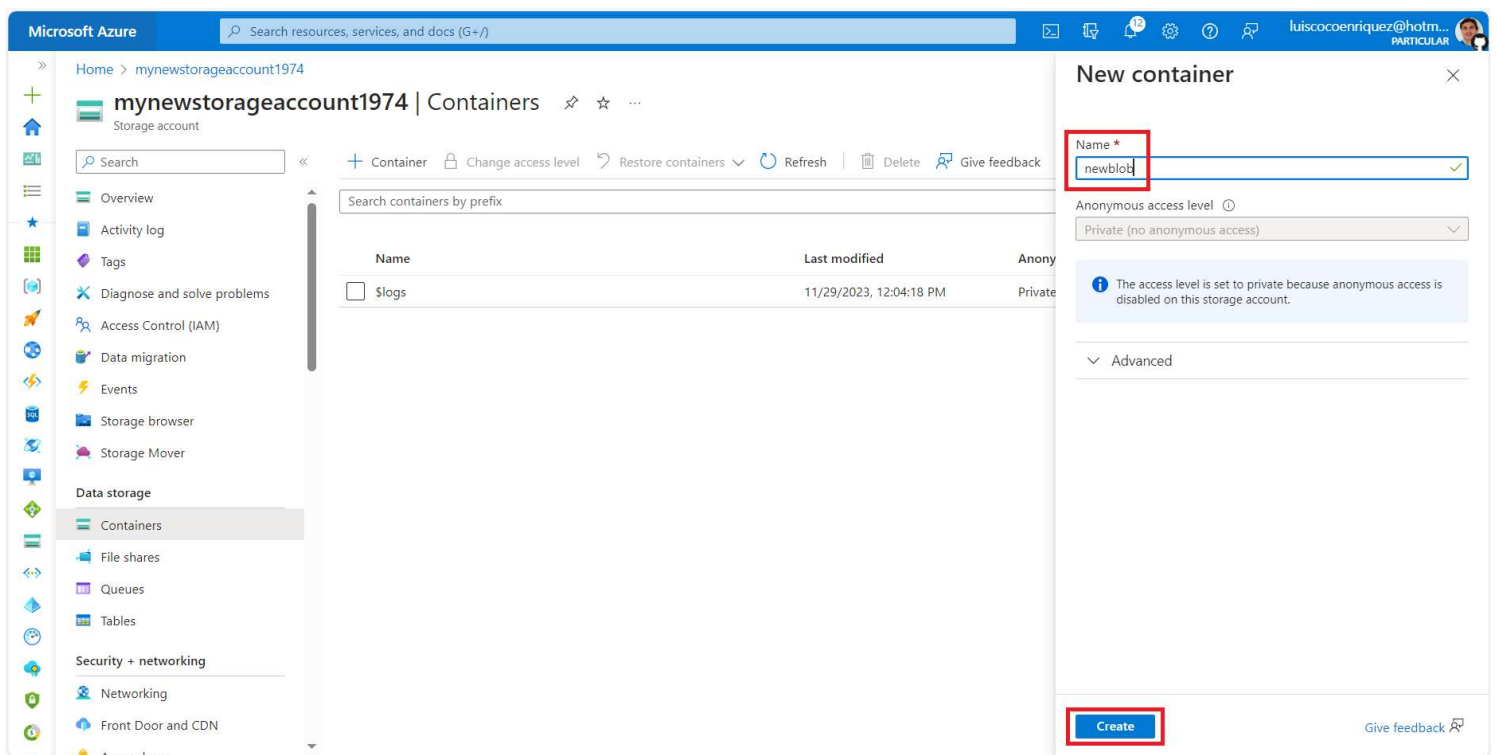 Microsoft Azure
Search resources, services, and docs (G+/)
12
luiscocoenriquez@hotm...
PARTICULAR
Home > mynewstorageaccount1974
mynewstorageaccount1974 | Containers
Storage account
Search
Overview
Activity log
Tags
Diagnose and solve problems
Access Control (IAM)
Data migration
Events
Storage browser
Storage Mover
Data storage
Containers
File shares
Queues
Tables
Security + networking
Networking
Front Door and CDN
Container Change access level Restore containers Refresh Delete Give feedback
Search containers by prefix
Name Last modified Anony
$logs 11/29/2023, 12:04:18 PM Private
New container
Name *
newblob
Anonymous access level
Private (no anonymous access)
The access level is set to private because anonymous access is
disabled on this storage account.
Advanced
Create
Give feedback
SQL